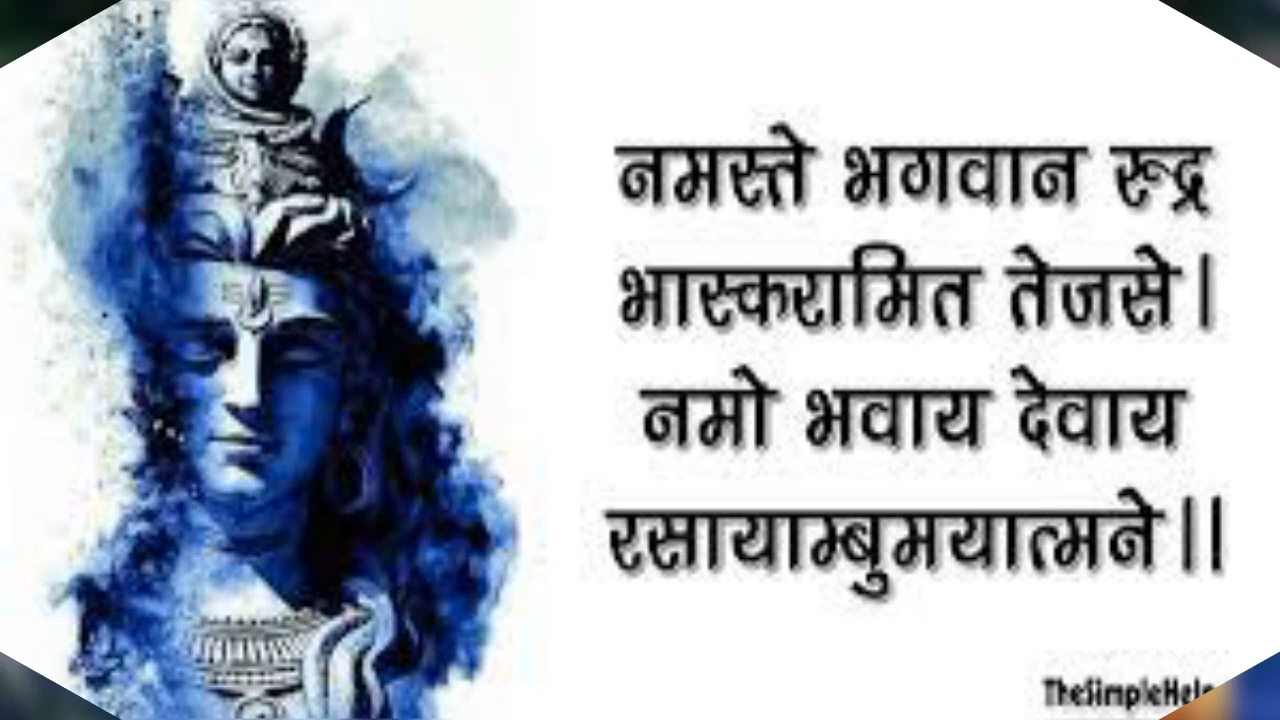 नमस्ते भगवान रूद्र
भास्करामित तेजसे।
नमो भवाय देवाय
रसायाम्बुमयात्मने।।